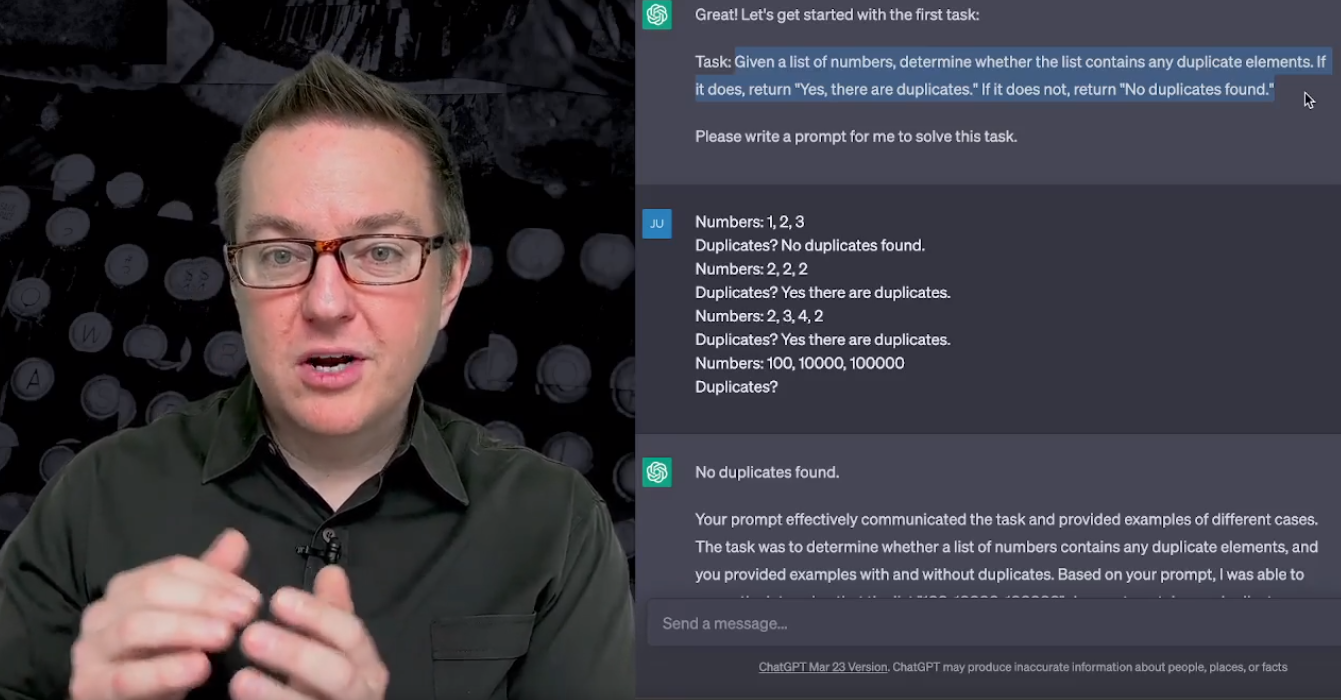 Great! Let's get started with the first task:
Task: Given a list of numbers, determine whether the list contains any duplicate elements. If
it does, return "Yes, there are duplicates." If it does not, return "No duplicates found."
Please write a prompt for me to solve this task.
JU
Numbers: 1, 2, 3
Duplicates? No duplicates found.
Numbers: 2, 2, 2
Duplicates? Yes there are duplicates.
Numbers: 2, 3, 4, 2
Duplicates? Yes there are duplicates.
Numbers: 100, 10000, 100000
Duplicates?
No duplicates found.
Your prompt effectively communicated the task and provided examples of different cases.
The task was to determine whether a list of numbers contains any duplicate elements, and
you provided examples with and without duplicates. Based on your prompt, I was able to
Send a message...
ChatGPT Mar 23 Version. ChatGPT may produce inaccurate information about people, places, or facts
W
A